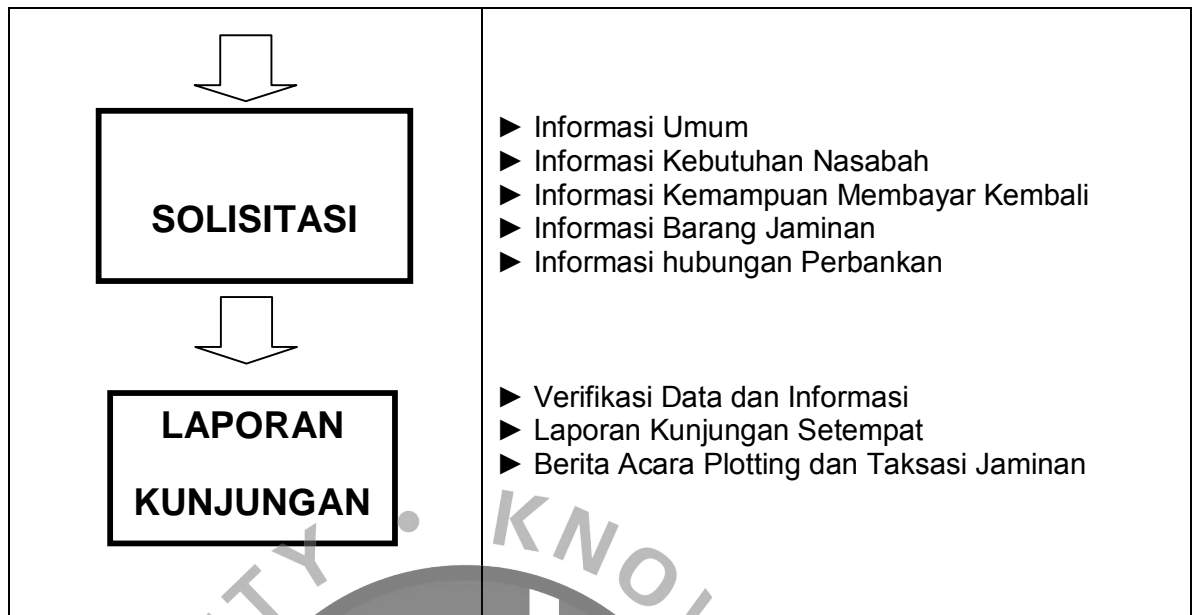 SOLISITASI
► Informasi Umum
► Informasi Kebutuhan Nasabah
► Informasi Kemampuan Membayar Kembali
► Informasi Barang Jaminan
► Informasi hubungan Perbankan
LAPORAN
KUNJUNGAN
► Verifikasi Data dan Informasi
► Laporan Kunjungan Setempat
► Berita Acara Plotting dan Taksasi Jaminan